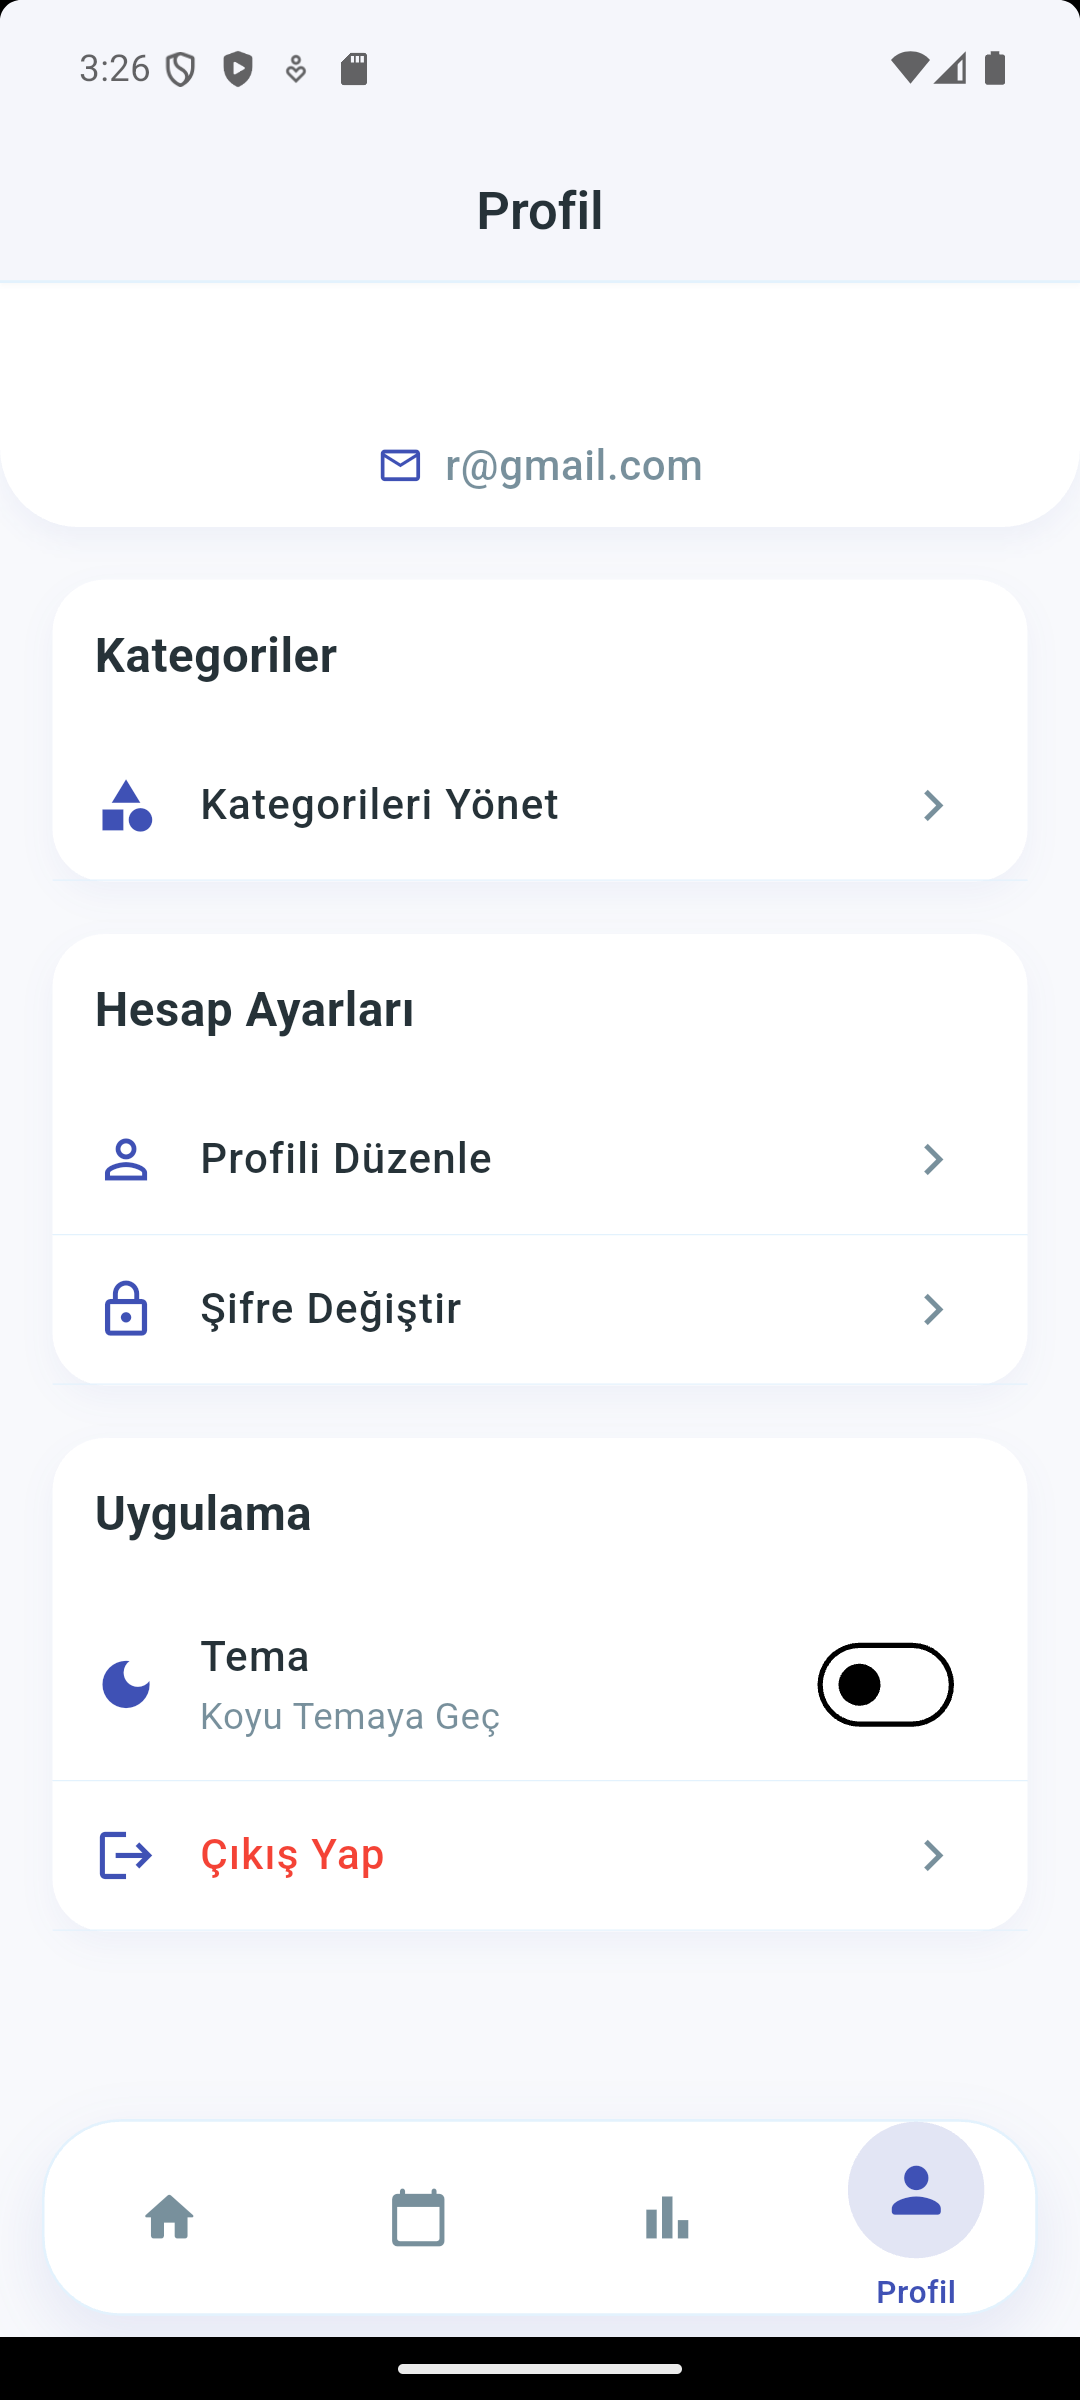 3:26
Profil
r@gmail.com
Kategoriler
Kategorileri Yönet
Hesap Ayarları
Profili Düzenle
Şifre Değiştir
Uygulama
Tema
Koyu Temaya Geç
Çıkış Yap
Profil